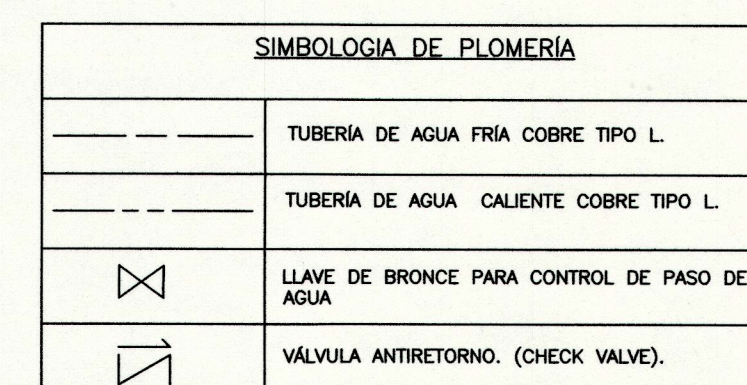 SIMBOLOGIA DE PLOMERÍA
TUBERÍA DE AGUA FRÍA COBRE TIPO L.
TUBERÍA DE AGUA CALIENTE COBRE TIPO L.
LLAVE DE BRONCE PARA CONTROL DE PASO DE
AGUA
VÁLVULA ANTIRETORNO. (CHECK VALVE).